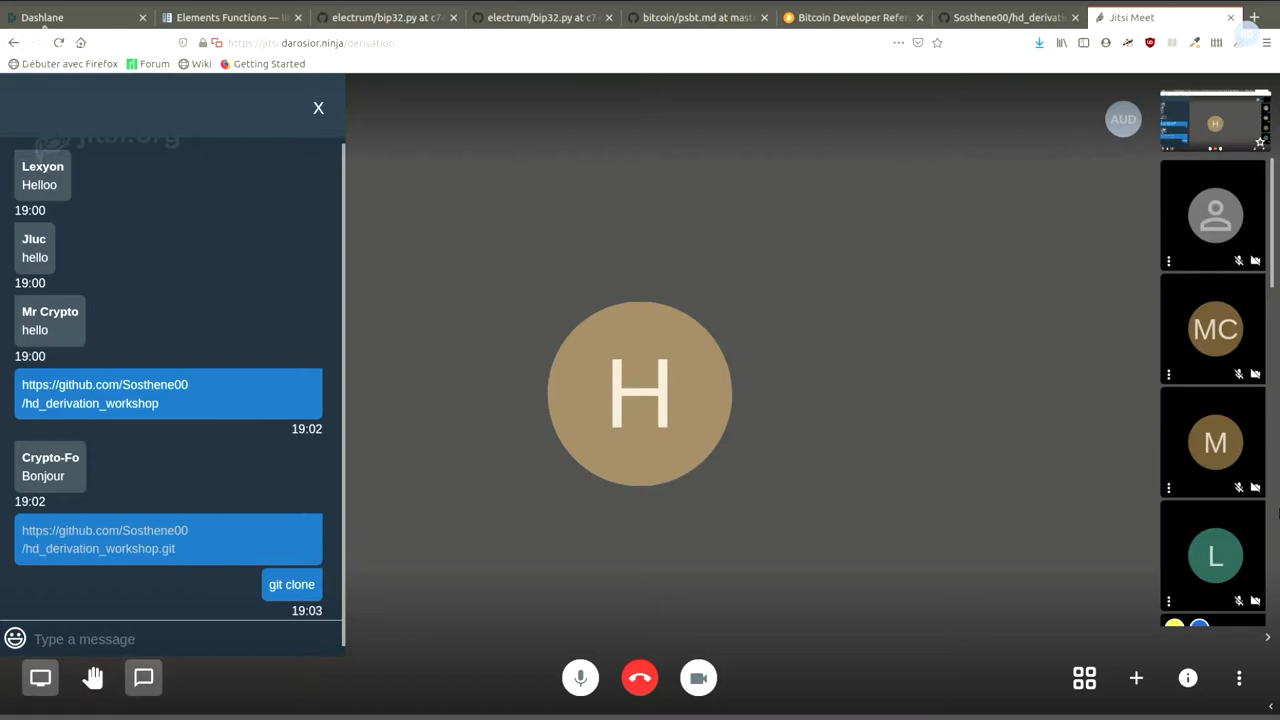 Dashlane
Elements Functions — li
electrum/bip32.py at c74
electrum/bip32.py at c7
bitcoin/psbt.md at mast
Bitcoin Developer Refer
Sosthene00/hd_derivati
Jitsi Meet
https://jitsi.darosior.ninja/derivation
Débuter avec Firefox
Forum
Wiki
Getting Started
X
jitsi.org
AUD
Lexyon
Helloo
19:00
Jluc
hello
19:00
Mr Crypto
hello
19:00
https://github.com/Sosthene00
/hd_derivation_workshop
19:02
Crypto-Fo
Bonjour
19:02
https://github.com/Sosthene00
/hd_derivation_workshop.git
git clone
19:03
Type a message
H
H
MC
M
L